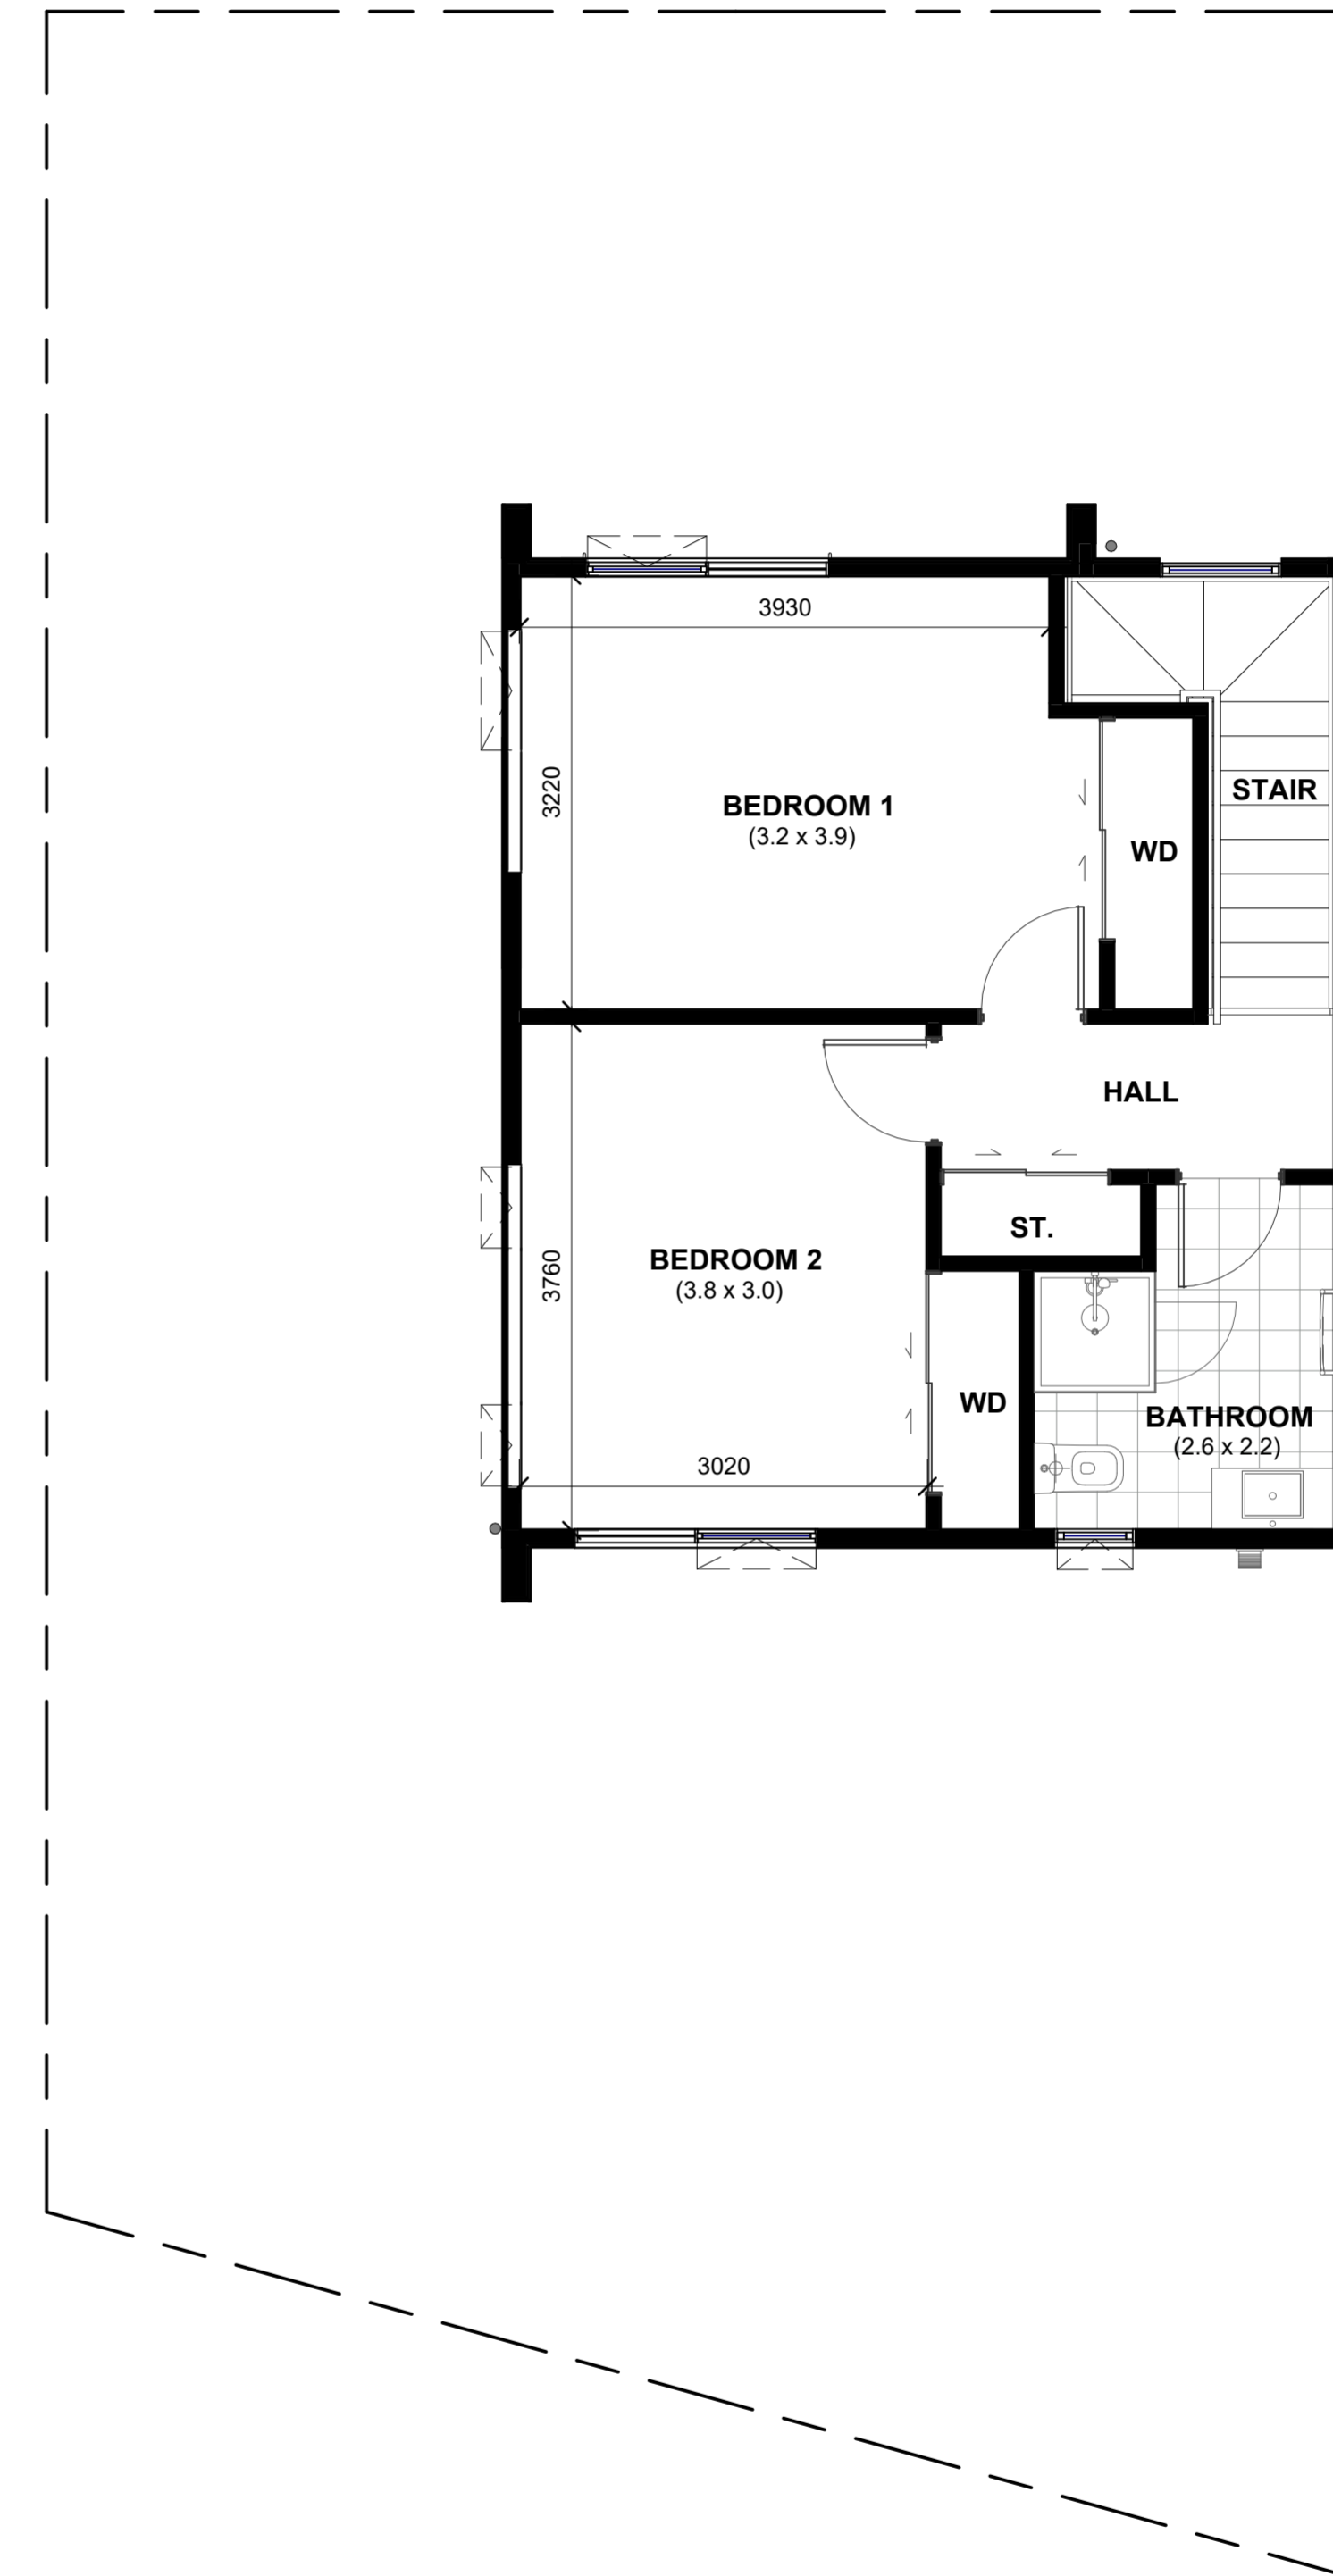 3930
3220
BEDROOM 1
(3.2 x 3.9)
STAIR
WD
HALL
ST.
BEDROOM 2
(3.8 x 3.0)
3760
WD
BATHROOM
(2.6 x 2.2)
3020